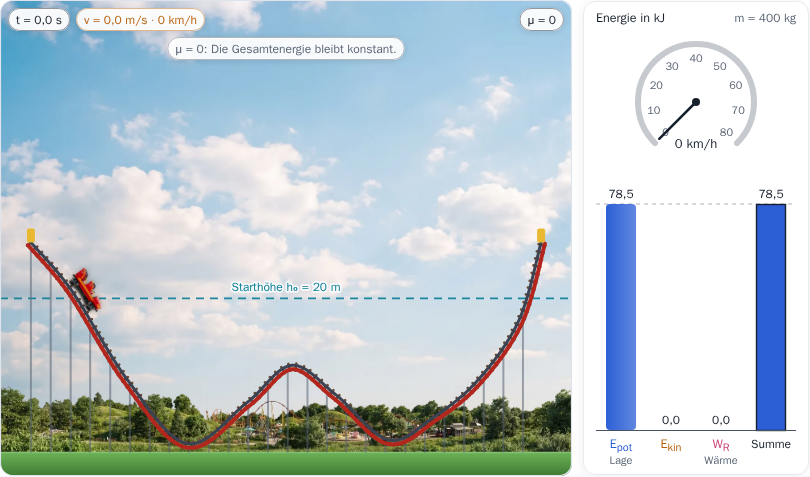 t = 0,0 s
v = 0,0 m/s · 0 km/h
μ = 0
μ = 0: Die Gesamtenergie bleibt konstant.
Starthöhe h₀ = 20 m
Energie in kJ
m = 400 kg
0
10
20
30
40
50
60
70
80
0 km/h
78,5
0,0
0,0
78,5
Epot
Lage
Ekin
WR
Wärme
Summe